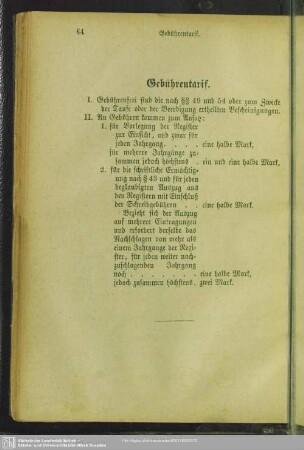 64
Gebührentarif.
Gebührentarif.
I. Gebührenfrei sind die nach §§ 49 und 54 oder zum Zwecke
der Taufe oder der Beerdigung ertheilten Bescheinigungen.
II. An Gebühren kommen zum Ansatz:
1. für Vorlegung der Register
zur Einsicht, und zwar für
jeden Jahrgang . . . . eine halbe Mark,
für mehrere Jahrgänge zu-
sammen jedoch höchstens . ein und eine halbe Mark,
2. für die schriftliche Ermächtig-
ung nach § 43 und für jeden
beglaubigten Auszug aus
den Registern mit Einschluß
der Schreibgebühren . . eine halbe Mark.
Bezieht sich der Auszug
auf mehrere Eintragungen
und erfordert derselbe das
Nachschlagen von mehr als
einem Jahrgange der Regi-
ster, für jeden weiter nach-
zuschlagenden Jahrgang
noch . . . . . . . eine halbe Mark,
jedoch zusammen höchstens . zwei Mark.